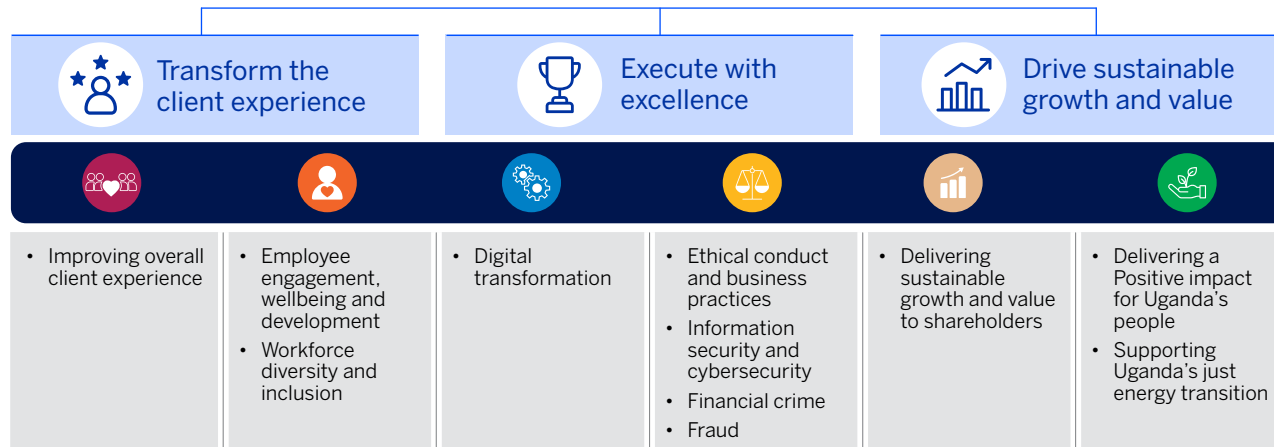 Transform the
client experience
Execute with
excellence
Drive sustainable
growth and value
• Improving overall
client experience
• Employee
engagement,
wellbeing and
development
• Workforce
diversity and
inclusion
• Digital
transformation
• Ethical conduct
and business
practices
• Information
security and
cybersecurity
• Financial crime
• Fraud
• Delivering
sustainable
growth and value
to shareholders
• Delivering a
Positive impact
for Uganda’s
people
• Supporting
Uganda’s just
energy transition